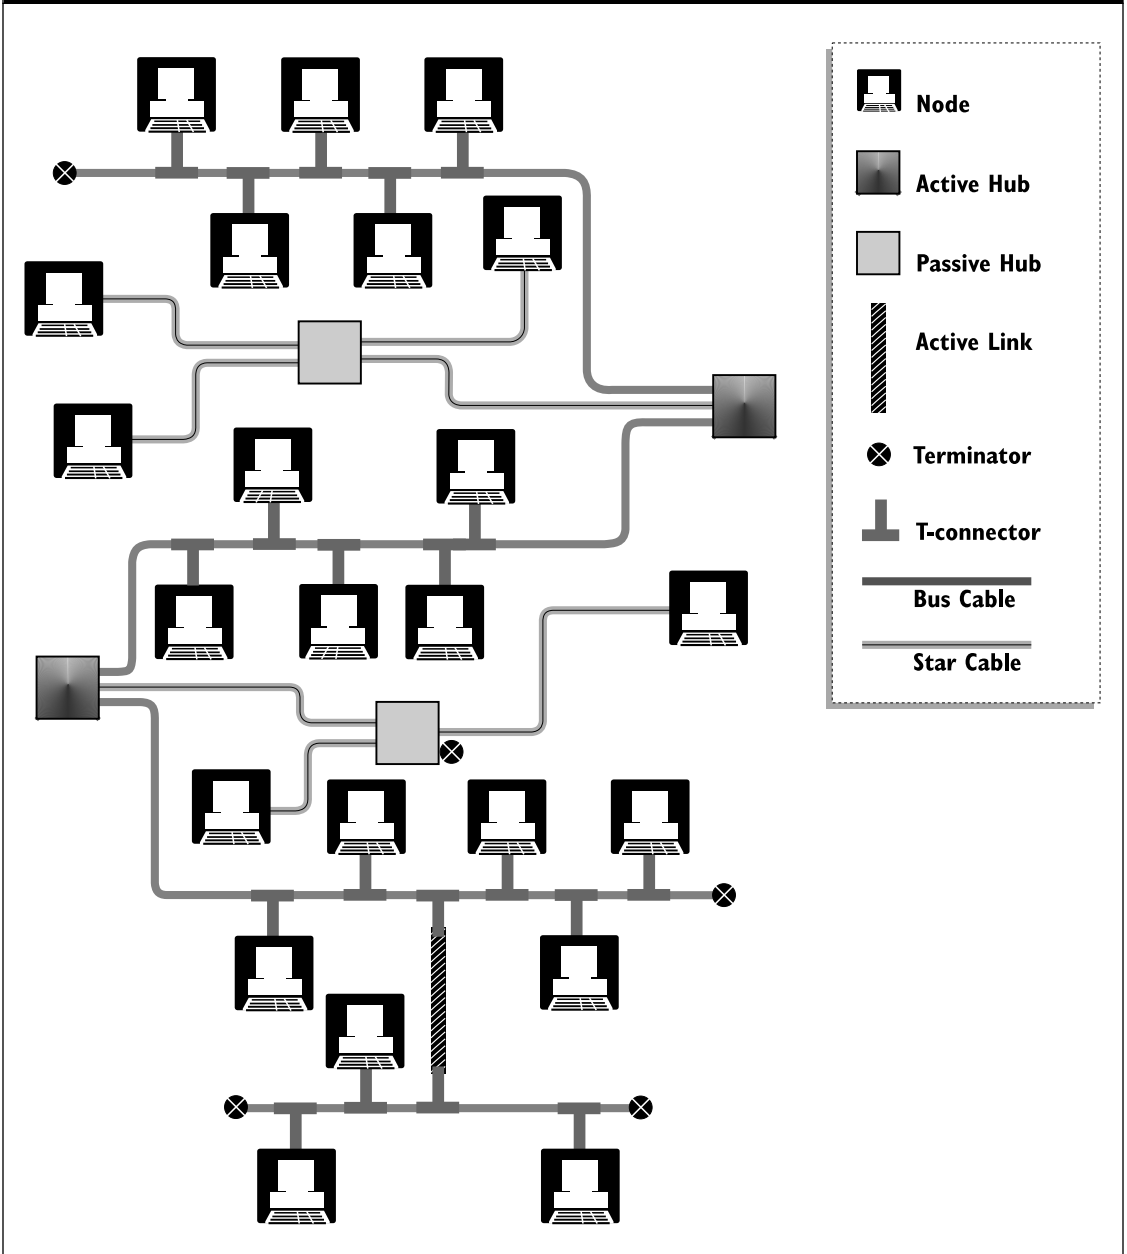 Node
Active Hub
Passive Hub
Active Link
Terminator
T-connector
Bus Cable
Star Cable